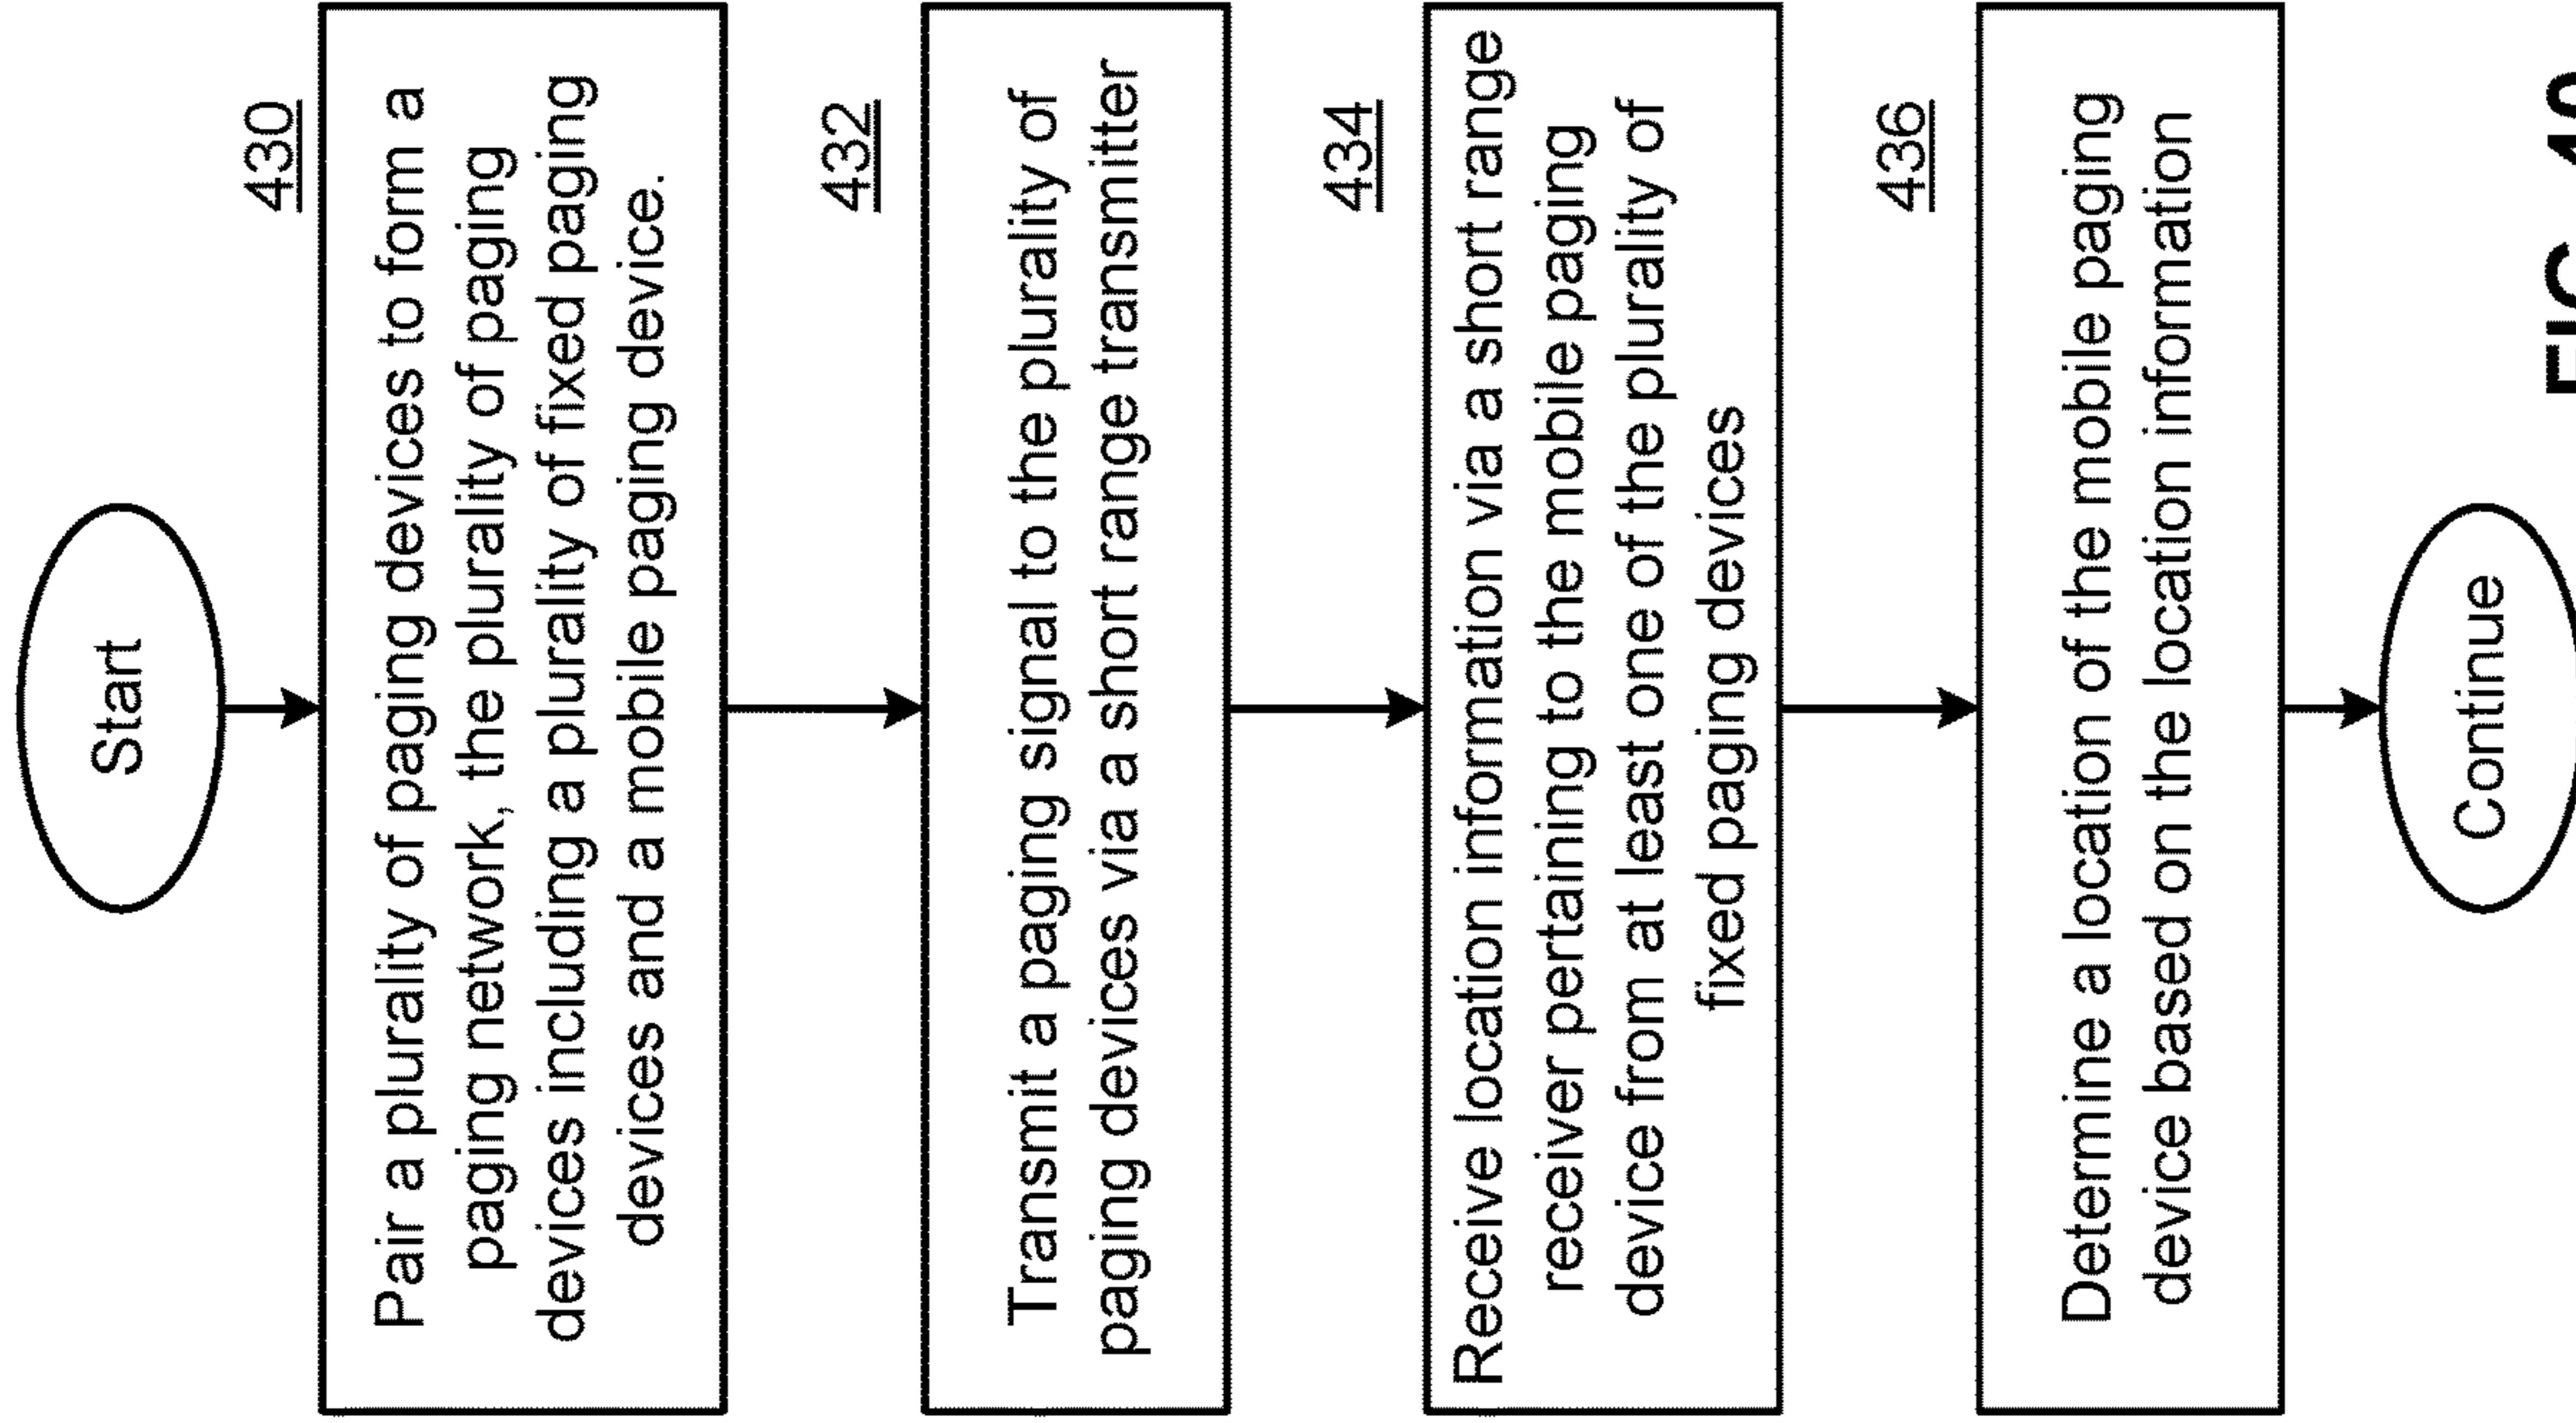 Start
430
Pair a plurality of paging devices to form a
paging network, the plurality of paging
devices including a plurality of fixed paging
devices and a mobile paging device.
432
Transmit a paging signal to the plurality of
paging devices via a short range transmitter
434
Receive location information via a short range
receiver pertaining to the mobile paging
device from at least one of the plurality of
fixed paging devices
436
Determine a location of the mobile paging
device based on the location information
Continue